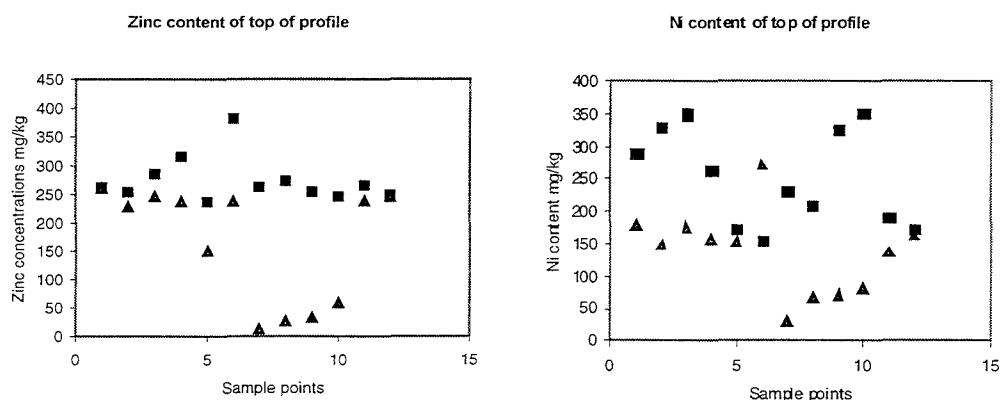 Zinc content of top of profile
Zinc concentrations mg/kg
450
400
350
300
250
200
150
100
50
0
0 5 10 15
Sample points
Ni content of top of profile
Ni content mg/kg
400
350
300
250
200
150
100
50
0
0 5 10 15
Sample points